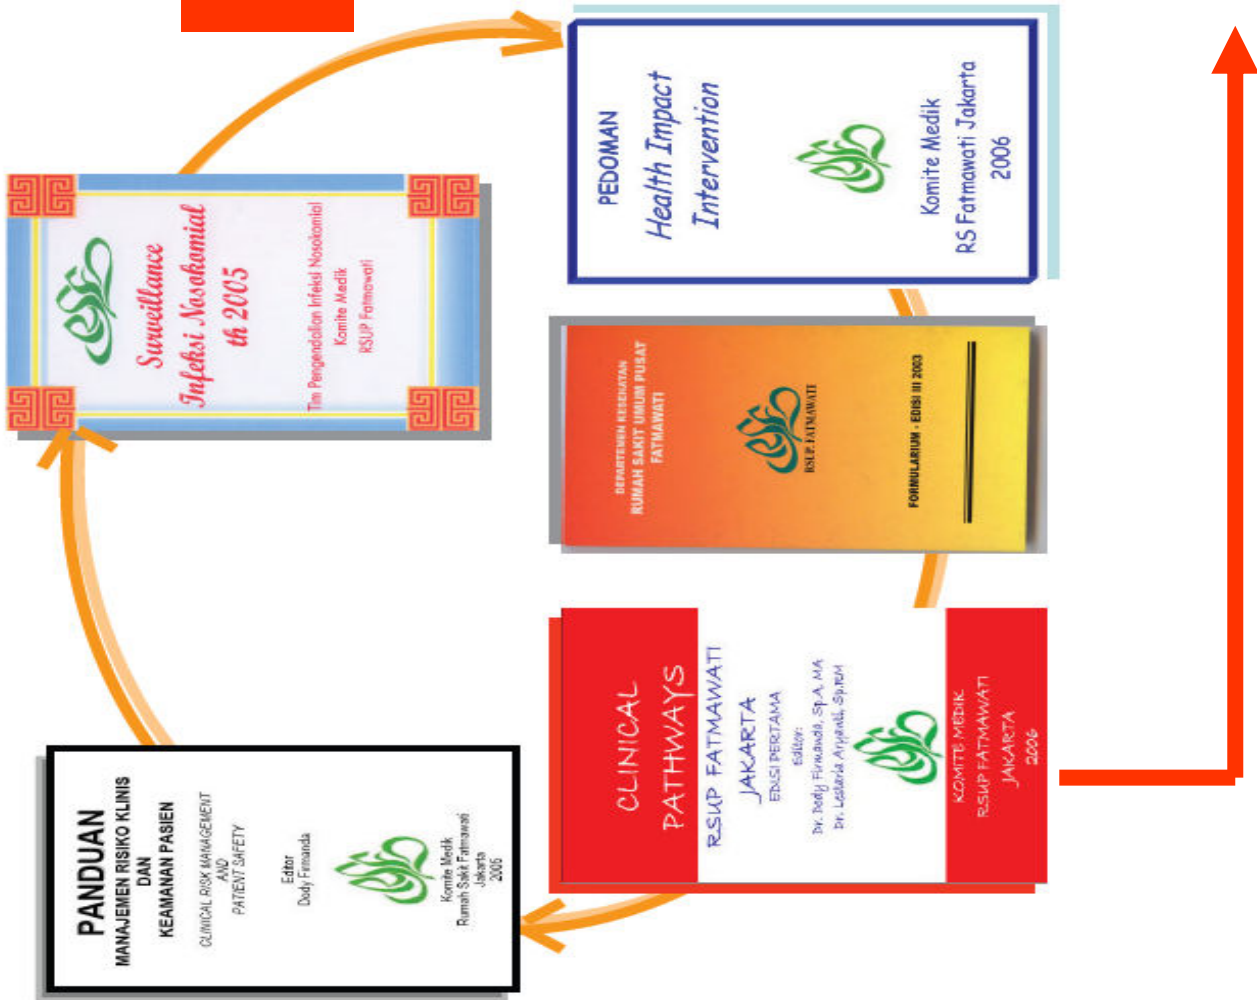 PANDUAN
MANAJEMEN RISIKO KLINIS
DAN
KEAMANAN PASIEN
CLINICAL RISK MANAGEMENT
AND
PATIENT SAFETY
Editor
Dody Firmanda
Komite Medik
Rumah Sakit Fatmawati
Jakarta
2005
Surveillance
Infeksi Nosokomial
th 2005
Tim Pengendalian Infeksi Nosokomial
Komite Medik
RSUP Fatmawati
PEDOMAN
Health Impact
Intervention
Komite Medik
RS Fatmawati Jakarta
2006
DEPARTEMEN KESEHATAN
RUMAH SAKIT UMUM PUSAT
FATMAWATI
RSUP. FATMAWATI
FORMULARIUM - EDISI III 2003
CLINICAL
PATHWAYS
RSUP FATMAWATI
JAKARTA
EDISI PERTAMA
Editor:
Dr. Dody Firmanda, Sp.A, MA
Dr. Lestaria Aryanti, Sp.RM
KOMITE MEDIK
RSUP FATMAWATI
JAKARTA
2006